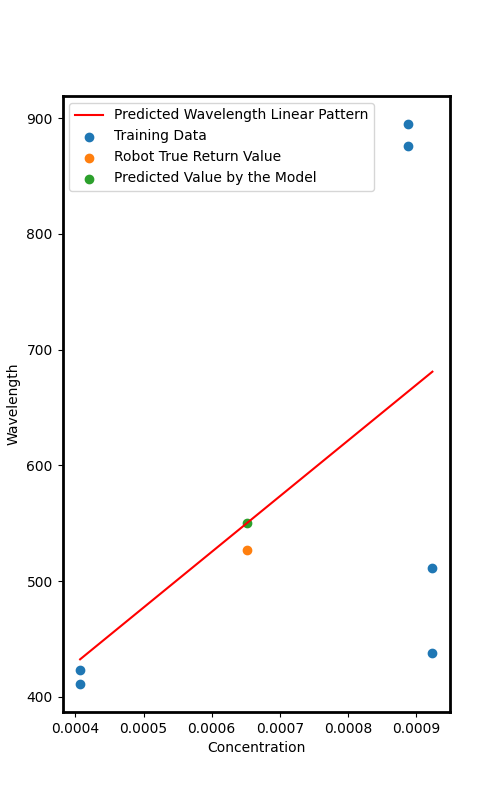 Predicted Wavelength Linear Pattern
Training Data
Robot True Return Value
Predicted Value by the Model
900
800
700
600
500
400
Wavelength
0.0004 0.0005 0.0006 0.0007 0.0008 0.0009
Concentration